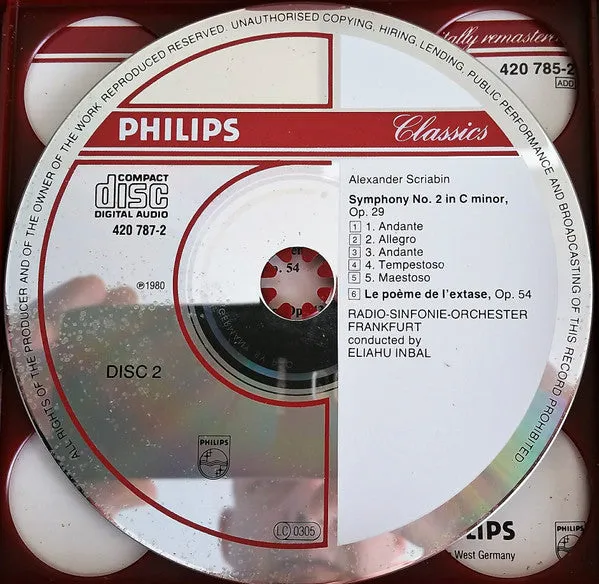 ALL RIGHTS OF THE PRODUCER AND OF THE OWNER OF THE WORK REPRODUCED RESERVED. UNAUTHORISED COPYING, HIRING, LENDING, PUBLIC PERFORMANCE AND BROADCASTING OF THIS RECORD PROHIBITED
remastere
420 785-2
ADD
PHILIPS
Classics
COMPACT
disc
DIGITAL AUDIO
420 787-2
℗1980
DISC 2
PHILIPS
LC 0305
Alexander Scriabin
Symphony No. 2 in C minor,
Op. 29
1 1. Andante
2 2. Allegro
3 3. Andante
4 4. Tempestoso
5 5. Maestoso
6 Le poème de l'extase, Op. 54
RADIO-SINFONIE-ORCHESTER
FRANKFURT
conducted by
ELIAHU INBAL
. 54
LIPS
West Germany
PHILIPS